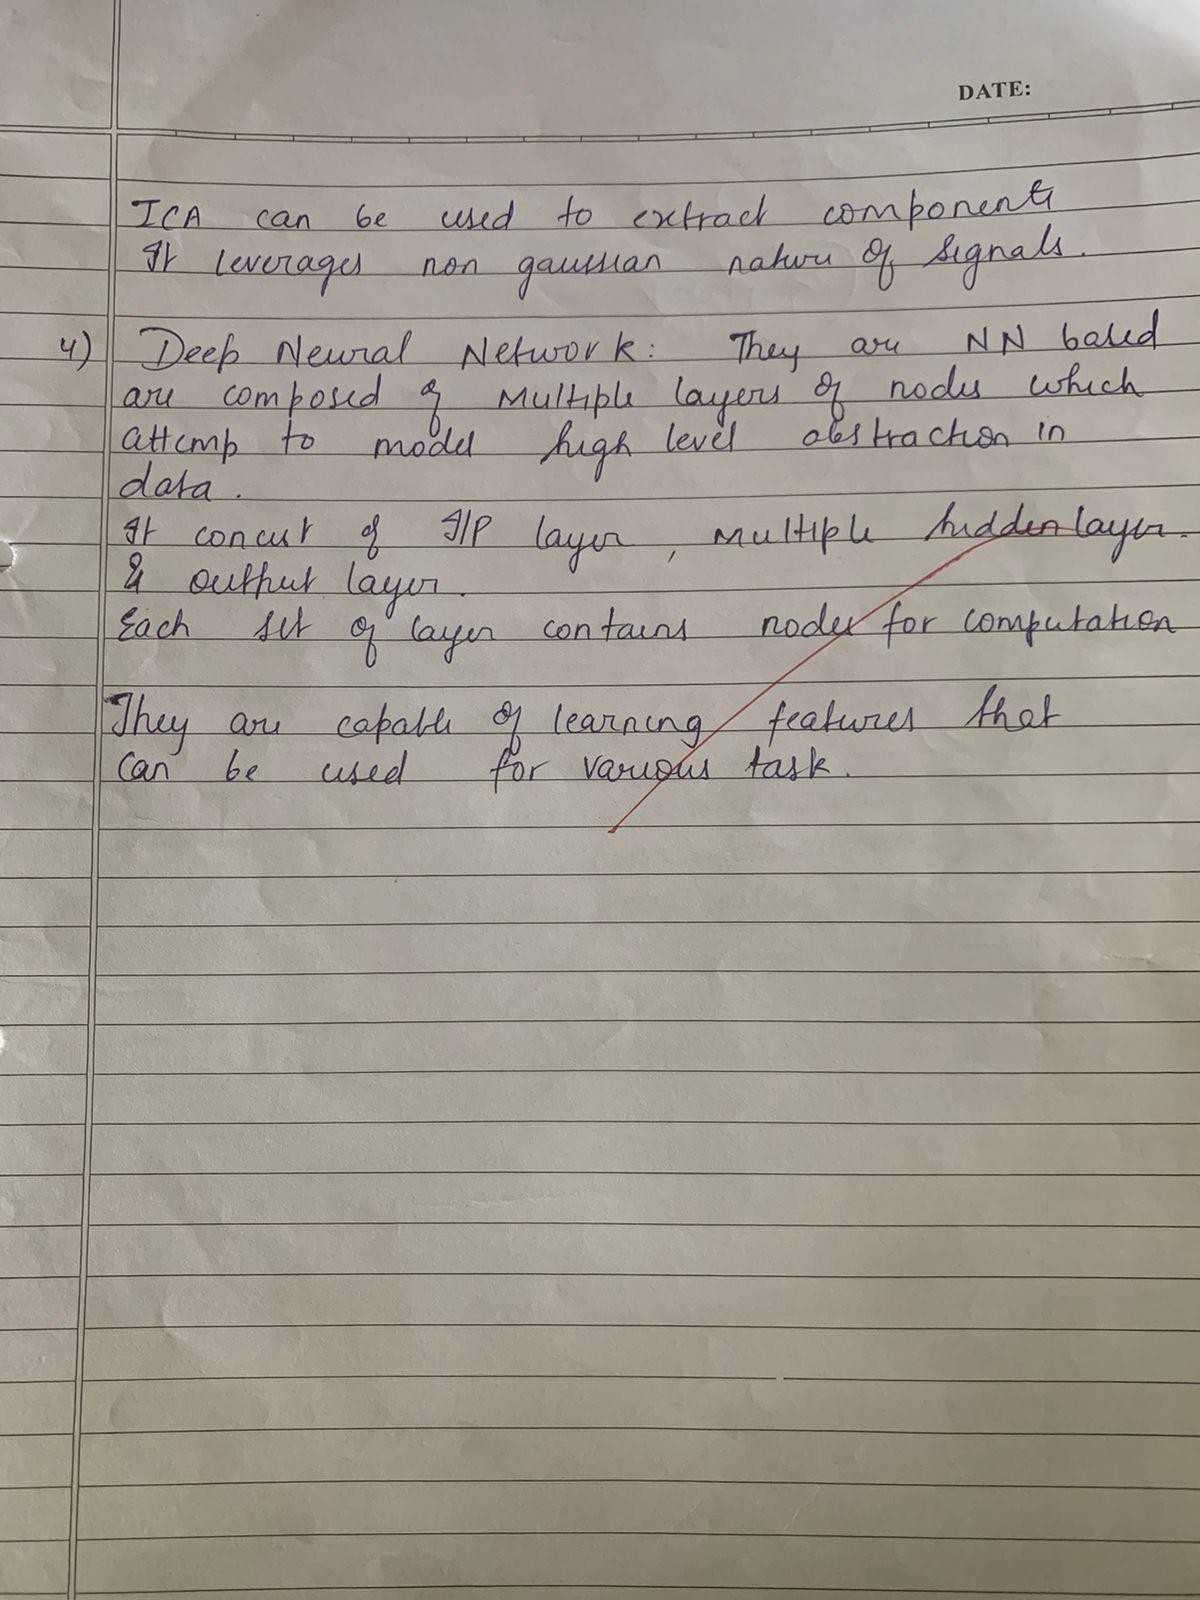 DATE:
ICA can be used to extract components
It leverages non gaussian nature of signals.
4) Deep Neural Network: They are NN based
are composed of Multiple layers of nodes which
attemp to model high level abstraction in
data.
It concist of I/P layer, Multiple hidden layer.
& output layer.
Each set of layer contains nodes for computation
They are capable of learning features that
can be used for various task.